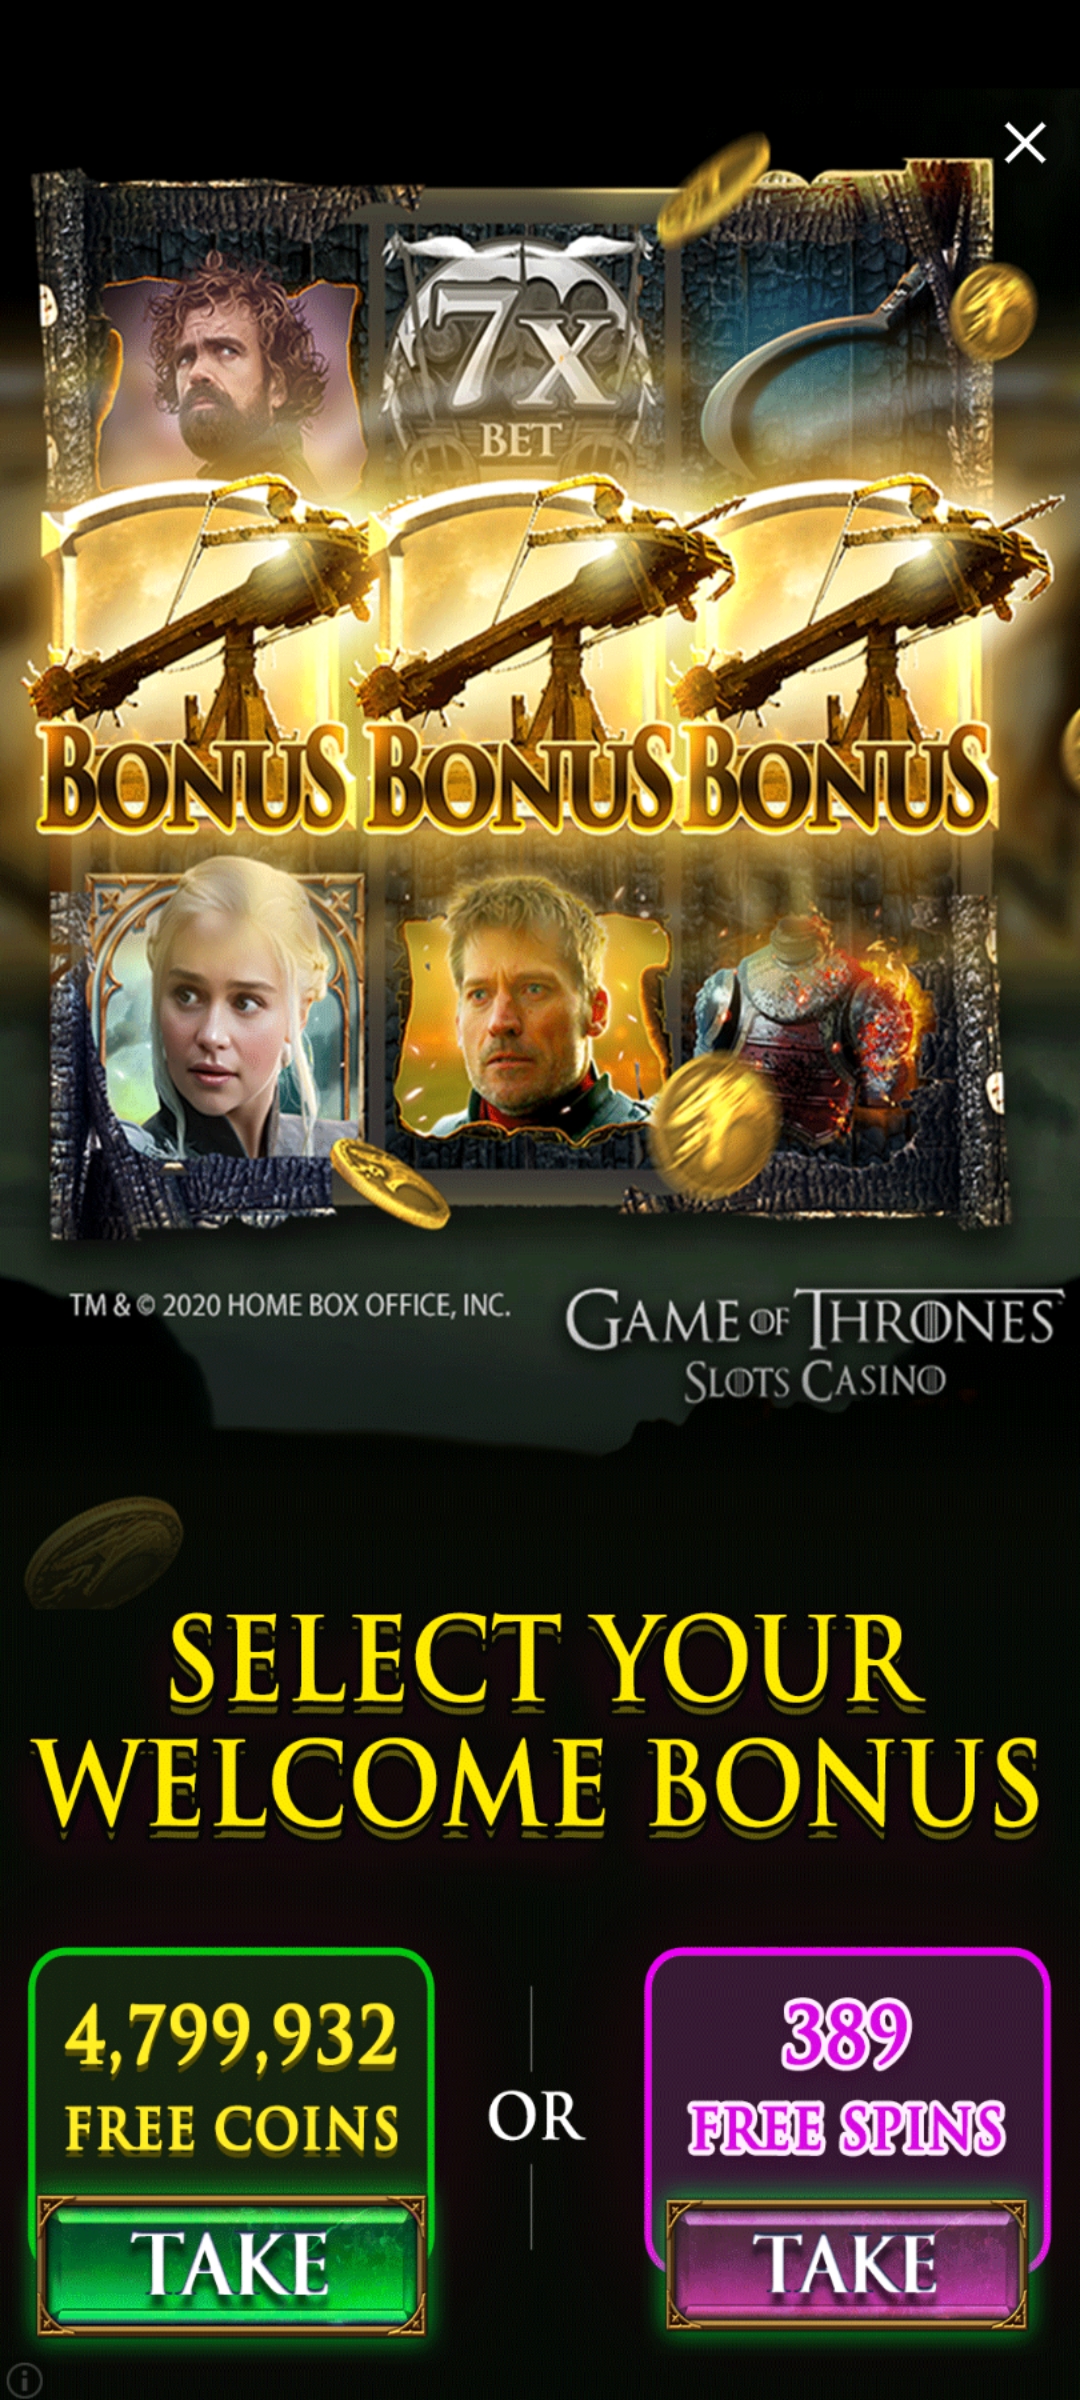 7x
BET
BONUS BONUS BONUS
TM & © 2020 HOME BOX OFFICE, INC.
GAME OF THRONES
SLOTS CASINO
SELECT YOUR
WELCOME BONUS
4,799,932
FREE COINS
TAKE
OR
389
FREE SPINS
TAKE